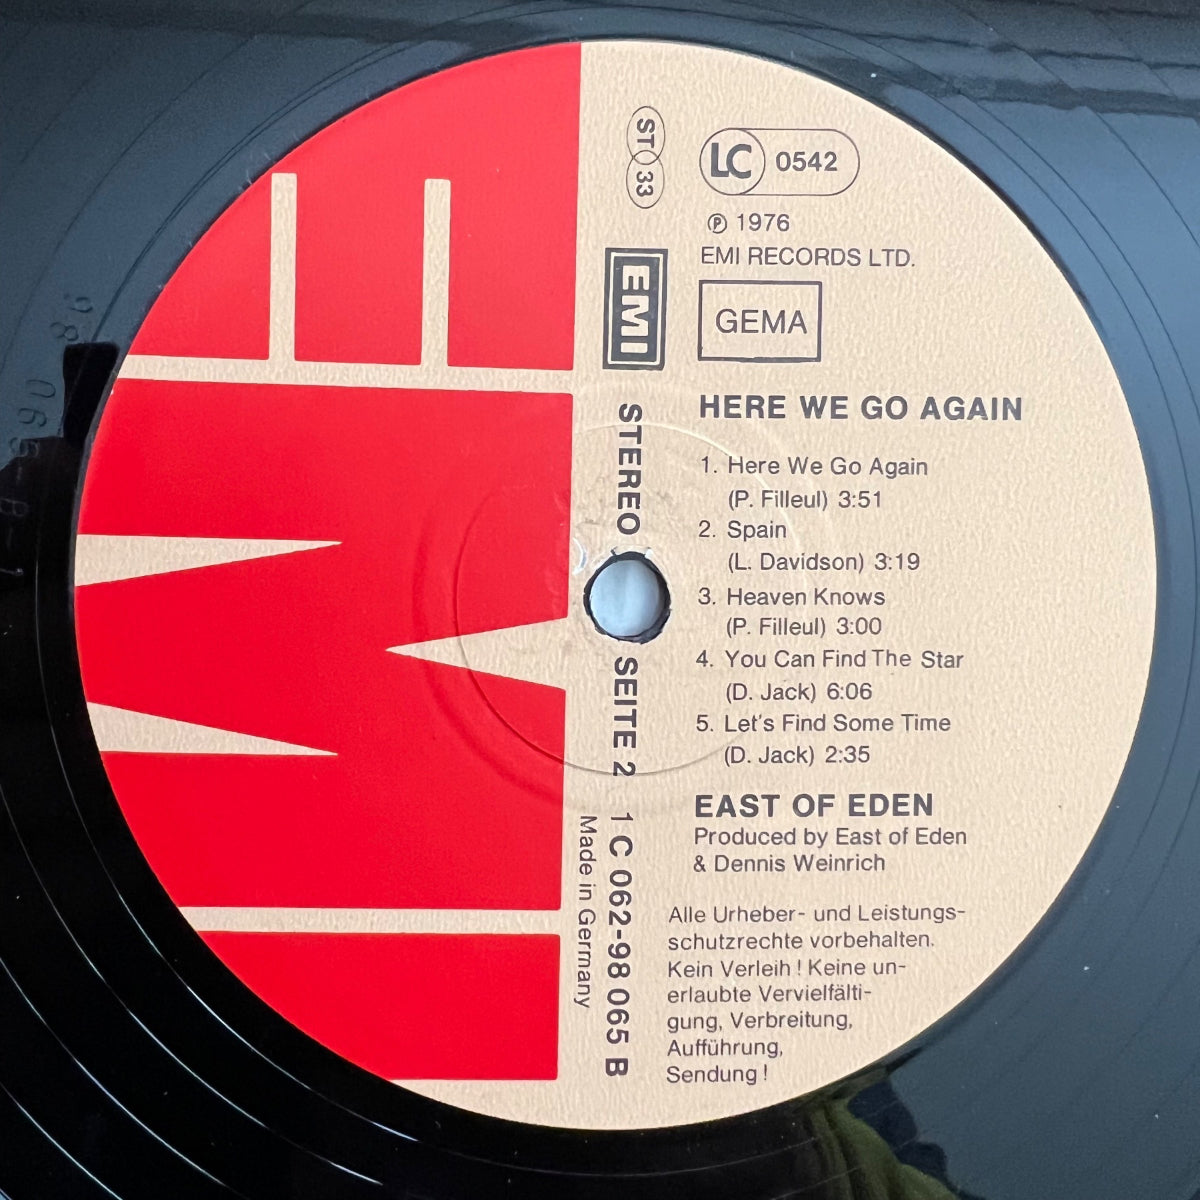 ST 33
LC 0542
℗ 1976
EMI RECORDS LTD.
EMI
GEMA
HERE WE GO AGAIN
1. Here We Go Again
(P. Filleul) 3:51
2. Spain
(L. Davidson) 3:19
3. Heaven Knows
(P. Filleul) 3:00
4. You Can Find The Star
(D. Jack) 6:06
5. Let's Find Some Time
(D. Jack) 2:35
EAST OF EDEN
Produced by East of Eden
& Dennis Weinrich
Alle Urheber- und Leistungs-
schutzrechte vorbehalten.
Kein Verleih! Keine un-
erlaubte Vervielfälti-
gung, Verbreitung,
Aufführung,
Sendung!
STEREO SEITE 2 1 C 062-98 065 B
Made in Germany
EMI